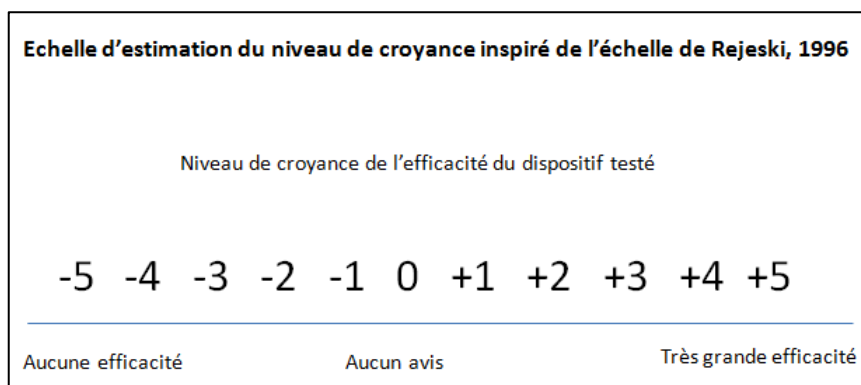 Echelle d'estimation du niveau de croyance inspiré de l'échelle de Rejeski, 1996
Niveau de croyance de l'efficacité du dispositif testé
-5 -4 -3 -2 -1 0 +1 +2 +3 +4 +5
Aucune efficacité Aucun avis Très grande efficacité